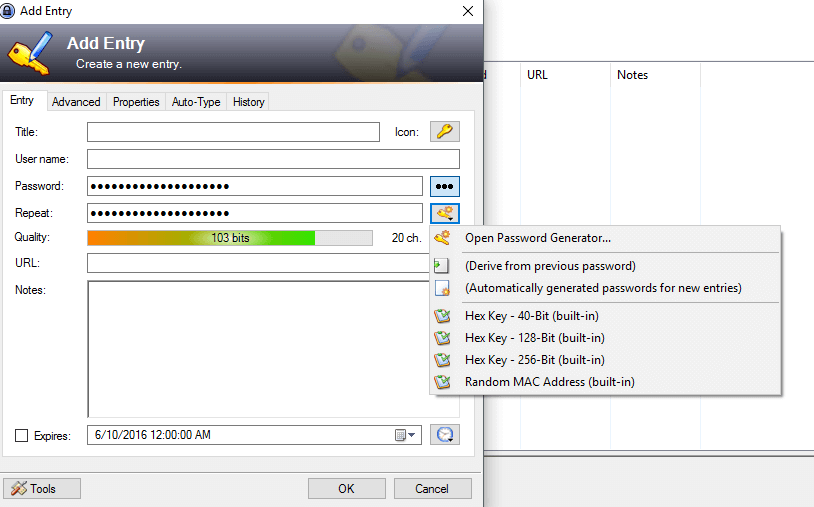 Add Entry
Add Entry
Create a new entry.
Entry Advanced Properties Auto-Type History
URL Notes
Title: Icon:
User name:
Password: ••••••••••••••••••••
Repeat: ••••••••••••••••••••
Quality: 103 bits 20 ch.
URL:
Notes:
Open Password Generator...
(Derive from previous password)
(Automatically generated passwords for new entries)
Hex Key - 40-Bit (built-in)
Hex Key - 128-Bit (built-in)
Hex Key - 256-Bit (built-in)
Random MAC Address (built-in)
Expires: 6/10/2016 12:00:00 AM
Tools OK Cancel